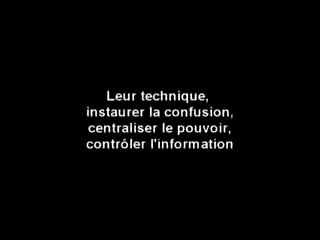 Leur technique,
instaurer la confusion,
centraliser le pouvoir,
contrôler l'information